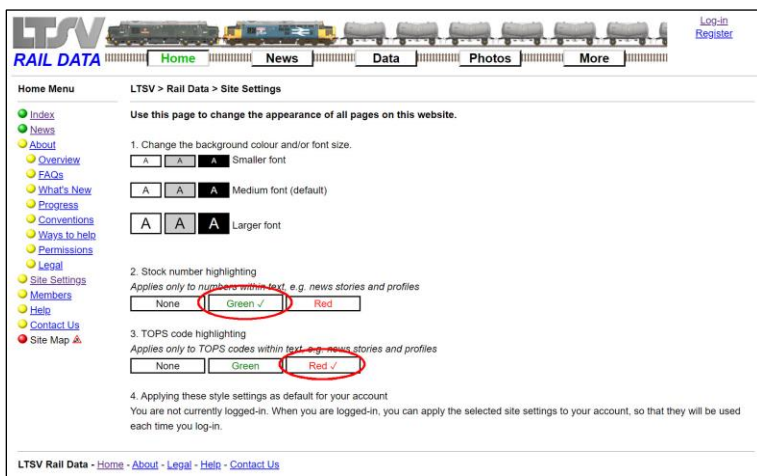 LTSV
RAIL DATA
Home
News
Data
Photos
More
Log-in
Register
Home Menu
Index
News
About
Overview
FAQs
What's New
Progress
Conventions
Ways to help
Permissions
Legal
Site Settings
Members
Help
Contact Us
Site Map
LTSV > Rail Data > Site Settings
Use this page to change the appearance of all pages on this website.
1. Change the background colour and/or font size.
A A A Smaller font
A A A Medium font (default)
A A A Larger font
2. Stock number highlighting
Applies only to numbers within text, e.g. news stories and profiles
None Green ✓ Red
3. TOPS code highlighting
Applies only to TOPS codes within text, e.g. news stories and profiles
None Green Red ✓
4. Applying these style settings as default for your account
You are not currently logged-in. When you are logged-in, you can apply the selected site settings to your account, so that they will be used
each time you log-in.
LTSV Rail Data - Home - About - Legal - Help - Contact Us